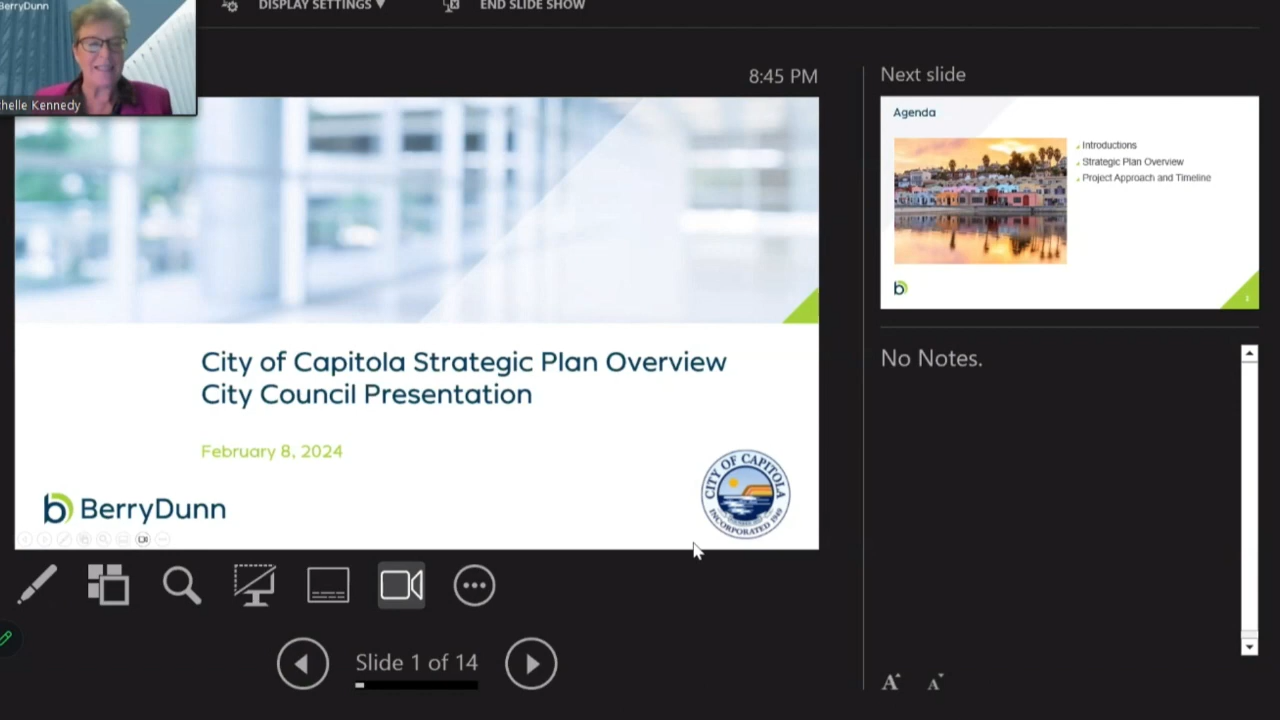 BerryDunn
DISPLAY SETTINGS ▼
END SLIDE SHOW
chelle Kennedy
8:45 PM
Next slide
Agenda
Introductions
Strategic Plan Overview
Project Approach and Timeline
b
City of Capitola Strategic Plan Overview
City Council Presentation
February 8, 2024
b BerryDunn
CITY OF CAPITOLA
INCORPORATED 1949
No Notes.
Slide 1 of 14
A A